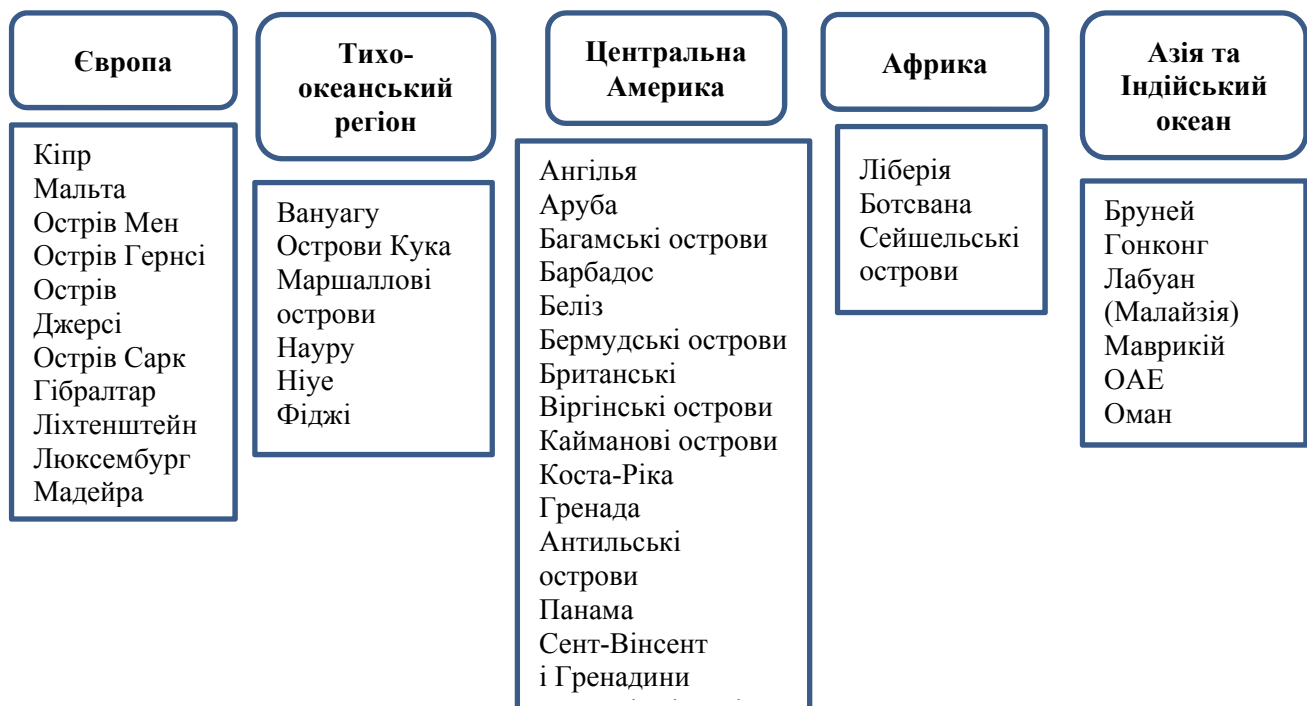 Європа
Кіпр
Мальта
Острів Мен
Острів Гернсі
Острів
Джерсі
Острів Сарк
Гібралтар
Ліхтенштейн
Люксембург
Мадейра
Тихо-
океанський
регіон
Вануагу
Острови Кука
Маршаллові
острови
Науру
Ніуе
Фіджі
Центральна
Америка
Ангілья
Аруба
Багамські острови
Барбадос
Беліз
Бермудські острови
Британські
Віргінські острови
Кайманові острови
Коста-Ріка
Гренада
Антильські
острови
Панама
Сент-Вінсент
і Гренадини
Африка
Ліберія
Ботсвана
Сейшельські
острови
Азія та
Індійський
океан
Бруней
Гонконг
Лабуан
(Малайзія)
Маврикій
ОАЕ
Оман